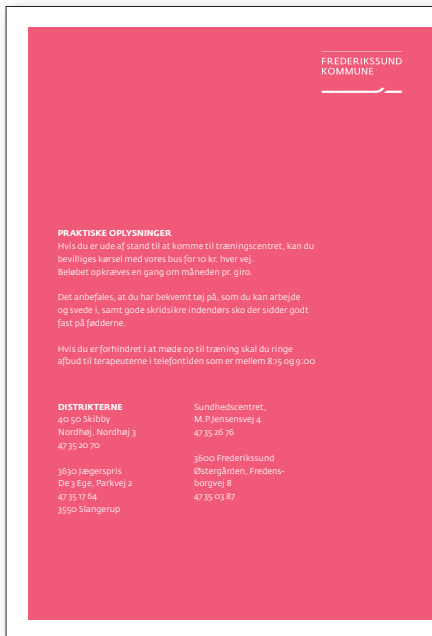 FREDERIKSSUND
KOMMUNE
PRAKTISKE OPLYSNINGER
Hvis du er ude af stand til at komme til træningscentret, kan du
bevilliges kørsel med vores bus for 10 kr. hver vej.
Beløbet opkræves en gang om måneden pr. giro.
Det anbefales, at du har bekvemt tøj på, som du kan arbejde
og svede i, samt gode skridsikre indendørs sko der sidder godt
fast på fødderne.
Hvis du er forhindret i at møde op til træning skal du ringe
afbud til terapeuterne i telefontiden som er mellem 8:15 og 9:00
DISTRIKTERNE
40 50 Skibby
Nordhøj, Nordhøj 3
47 35 20 70
3630 Jægerspris
De 3 Ege, Parkvej 2
47 35 17 64
3550 Slangerup
Sundhedscentret,
M.P.Jensensvej 4
47 35 26 76
3600 Frederikssund
Østergården, Fredens-
borgvej 8
47 35 03 87